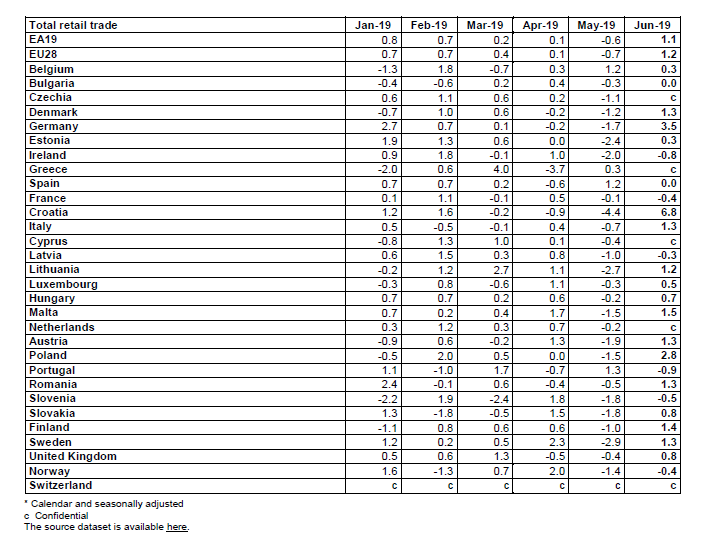 Total retail trade Jan-19 Feb-19 Mar-19 Apr-19 May-19 Jun-19
EA19 0.8 0.7 0.2 0.1 -0.6 1.1
EU28 0.7 0.7 0.4 0.1 -0.7 1.2
Belgium -1.3 1.8 -0.7 0.3 1.2 0.3
Bulgaria -0.4 -0.6 0.2 0.4 -0.3 0.0
Czechia 0.6 1.1 0.6 0.2 -1.1 c
Denmark -0.7 1.0 0.6 -0.2 -1.2 1.3
Germany 2.7 0.7 0.1 -0.2 -1.7 3.5
Estonia 1.9 1.3 0.6 0.0 -2.4 0.3
Ireland 0.9 1.8 -0.1 1.0 -2.0 -0.8
Greece -2.0 0.6 4.0 -3.7 0.3 c
Spain 0.7 0.7 0.2 -0.6 1.2 0.0
France 0.1 1.1 -0.1 0.5 -0.1 -0.4
Croatia 1.2 1.6 -0.2 -0.9 -4.4 6.8
Italy 0.5 -0.5 -0.1 0.4 -0.7 1.3
Cyprus -0.8 1.3 1.0 0.1 -0.4 c
Latvia 0.6 1.5 0.3 0.8 -1.0 -0.3
Lithuania -0.2 1.2 2.7 1.1 -2.7 1.2
Luxembourg -0.3 0.8 -0.6 1.1 -0.3 0.5
Hungary 0.7 0.7 0.2 0.6 -0.2 0.7
Malta 0.7 0.2 0.4 1.7 -1.5 1.5
Netherlands 0.3 1.2 0.3 0.7 -0.2 c
Austria -0.9 0.6 -0.2 1.3 -1.9 1.3
Poland -0.5 2.0 0.5 0.0 -1.5 2.8
Portugal 1.1 -1.0 1.7 -0.7 1.3 -0.9
Romania 2.4 -0.1 0.6 -0.4 -0.5 1.3
Slovenia -2.2 1.9 -2.4 1.8 -1.8 -0.5
Slovakia 1.3 -1.8 -0.5 1.5 -1.8 0.8
Finland -1.1 0.8 0.6 0.6 -1.0 1.4
Sweden 1.2 0.2 0.5 2.3 -2.9 1.3
United Kingdom 0.5 0.6 1.3 -0.5 -0.4 0.8
Norway 1.6 -1.3 0.7 2.0 -1.4 -0.4
Switzerland c c c c c c
* Calendar and seasonally adjusted
c Confidential
The source dataset is available here.